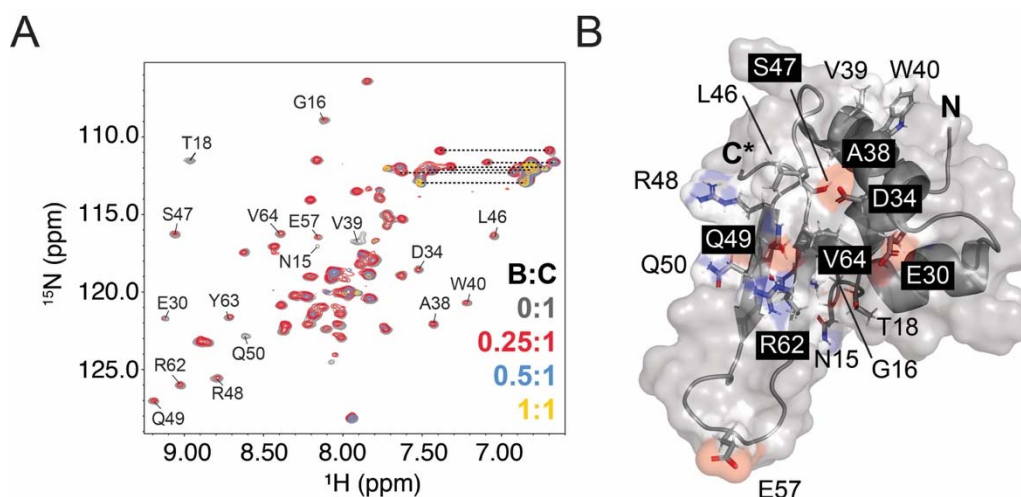 A
B
110.0
115.0
120.0
125.0
¹⁵N (ppm)
9.00
8.50
8.00
7.50
7.00
¹H (ppm)
G16
T18
S47
V64
E57
V39
N15
L46
D34
W40
A38
E30
Y63
Q50
R62
R48
Q49
B:C
0:1
0.25:1
0.5:1
1:1
S47
V39
W40
L46
N
C*
A38
R48
D34
Q49
Q50
V64
E30
T18
R62
N15
G16
E57